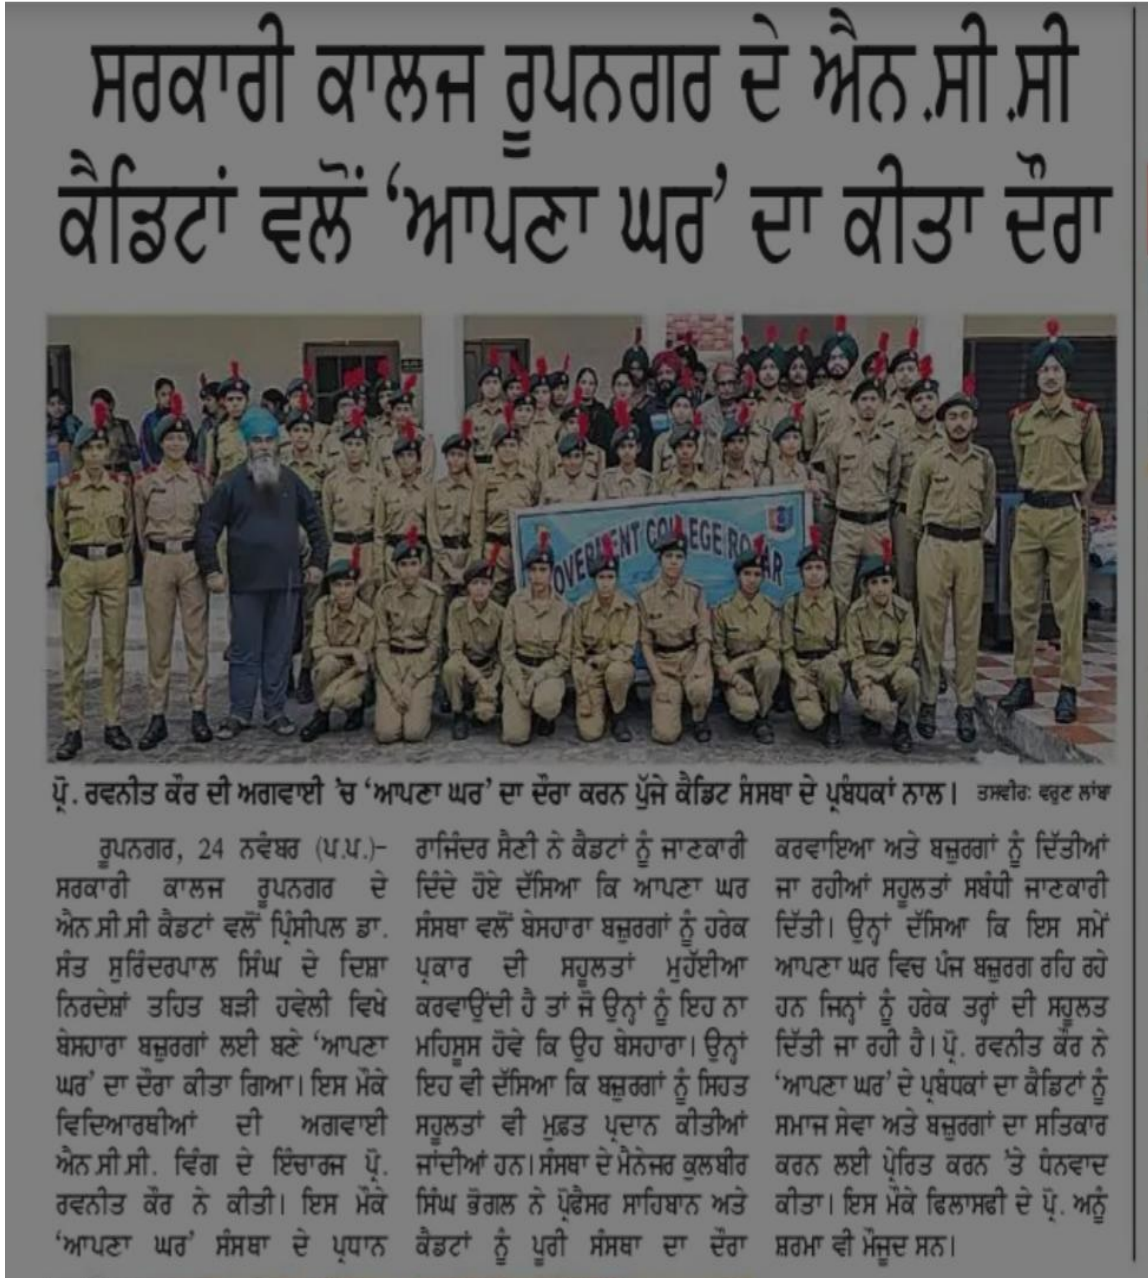 ਸਰਕਾਰੀ ਕਾਲਜ ਰੂਪਨਗਰ ਦੇ ਐਨ.ਸੀ.ਸੀ
ਕੈਡਿਟਾਂ ਵਲੋਂ ‘ਆਪਣਾ ਘਰ’ ਦਾ ਕੀਤਾ ਦੌਰਾ
GOVERMENT COLLEGE ROPAR
ਪ੍ਰੋ. ਰਵਨੀਤ ਕੌਰ ਦੀ ਅਗਵਾਈ ’ਚ ‘ਆਪਣਾ ਘਰ’ ਦਾ ਦੌਰਾ ਕਰਨ ਪੁੱਜੇ ਕੈਡਿਟ ਸੰਸਥਾ ਦੇ ਪ੍ਰਬੰਧਕਾਂ ਨਾਲ। ਤਸਵੀਰ: ਵਰੁਣ ਲਾਂਬਾ
ਰੂਪਨਗਰ, 24 ਨਵੰਬਰ (ਪ.ਪ.)-
ਸਰਕਾਰੀ ਕਾਲਜ ਰੂਪਨਗਰ ਦੇ
ਐਨ.ਸੀ.ਸੀ ਕੈਡਟਾਂ ਵਲੋਂ ਪ੍ਰਿੰਸੀਪਲ ਡਾ.
ਸੰਤ ਸੁਰਿੰਦਰਪਾਲ ਸਿੰਘ ਦੇ ਦਿਸ਼ਾ
ਨਿਰਦੇਸ਼ਾਂ ਤਹਿਤ ਬੜੀ ਹਵੇਲੀ ਵਿਖੇ
ਬੇਸਹਾਰਾ ਬਜ਼ੁਰਗਾਂ ਲਈ ਬਣੇ ‘ਆਪਣਾ
ਘਰ’ ਦਾ ਦੌਰਾ ਕੀਤਾ ਗਿਆ। ਇਸ ਮੌਕੇ
ਵਿਦਿਆਰਥੀਆਂ ਦੀ ਅਗਵਾਈ
ਐਨ.ਸੀ.ਸੀ. ਵਿੰਗ ਦੇ ਇੰਚਾਰਜ ਪ੍ਰੋ.
ਰਵਨੀਤ ਕੌਰ ਨੇ ਕੀਤੀ। ਇਸ ਮੌਕੇ
‘ਆਪਣਾ ਘਰ’ ਸੰਸਥਾ ਦੇ ਪ੍ਰਧਾਨ
ਰਾਜਿੰਦਰ ਸੈਣੀ ਨੇ ਕੈਡਟਾਂ ਨੂੰ ਜਾਣਕਾਰੀ
ਦਿੰਦੇ ਹੋਏ ਦੱਸਿਆ ਕਿ ਆਪਣਾ ਘਰ
ਸੰਸਥਾ ਵਲੋਂ ਬੇਸਹਾਰਾ ਬਜ਼ੁਰਗਾਂ ਨੂੰ ਹਰੇਕ
ਪ੍ਰਕਾਰ ਦੀ ਸਹੂਲਤਾਂ ਮੁਹੱਈਆ
ਕਰਵਾਉਂਦੀ ਹੈ ਤਾਂ ਜੋ ਉਨ੍ਹਾਂ ਨੂੰ ਇਹ ਨਾ
ਮਹਿਸੂਸ ਹੋਵੇ ਕਿ ਉਹ ਬੇਸਹਾਰਾ। ਉਨ੍ਹਾਂ
ਇਹ ਵੀ ਦੱਸਿਆ ਕਿ ਬਜ਼ੁਰਗਾਂ ਨੂੰ ਸਿਹਤ
ਸਹੂਲਤਾਂ ਵੀ ਮੁਫ਼ਤ ਪ੍ਰਦਾਨ ਕੀਤੀਆਂ
ਜਾਂਦੀਆਂ ਹਨ। ਸੰਸਥਾ ਦੇ ਮੈਨੇਜਰ ਕੁਲਬੀਰ
ਸਿੰਘ ਭੋਗਲ ਨੇ ਪ੍ਰੋਫੈਸਰ ਸਾਹਿਬਾਨ ਅਤੇ
ਕੈਡਟਾਂ ਨੂੰ ਪੂਰੀ ਸੰਸਥਾ ਦਾ ਦੌਰਾ
ਕਰਵਾਇਆ ਅਤੇ ਬਜ਼ੁਰਗਾਂ ਨੂੰ ਦਿੱਤੀਆਂ
ਜਾ ਰਹੀਆਂ ਸਹੂਲਤਾਂ ਸਬੰਧੀ ਜਾਣਕਾਰੀ
ਦਿੱਤੀ। ਉਨ੍ਹਾਂ ਦੱਸਿਆ ਕਿ ਇਸ ਸਮੇਂ
ਆਪਣਾ ਘਰ ਵਿਚ ਪੰਜ ਬਜ਼ੁਰਗ ਰਹਿ ਰਹੇ
ਹਨ ਜਿਨ੍ਹਾਂ ਨੂੰ ਹਰੇਕ ਤਰ੍ਹਾਂ ਦੀ ਸਹੂਲਤ
ਦਿੱਤੀ ਜਾ ਰਹੀ ਹੈ। ਪ੍ਰੋ. ਰਵਨੀਤ ਕੌਰ ਨੇ
‘ਆਪਣਾ ਘਰ’ ਦੇ ਪ੍ਰਬੰਧਕਾਂ ਦਾ ਕੈਡਿਟਾਂ ਨੂੰ
ਸਮਾਜ ਸੇਵਾ ਅਤੇ ਬਜ਼ੁਰਗਾਂ ਦਾ ਸਤਿਕਾਰ
ਕਰਨ ਲਈ ਪ੍ਰੇਰਿਤ ਕਰਨ ’ਤੇ ਧੰਨਵਾਦ
ਕੀਤਾ। ਇਸ ਮੌਕੇ ਫਿਲਾਸਫੀ ਦੇ ਪ੍ਰੋ. ਅਨੂੰ
ਸ਼ਰਮਾ ਵੀ ਮੌਜੂਦ ਸਨ।